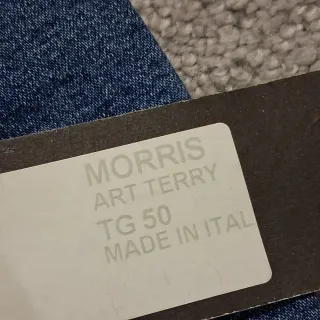 MORRIS
ART TERRY
TG 50
MADE IN ITAL